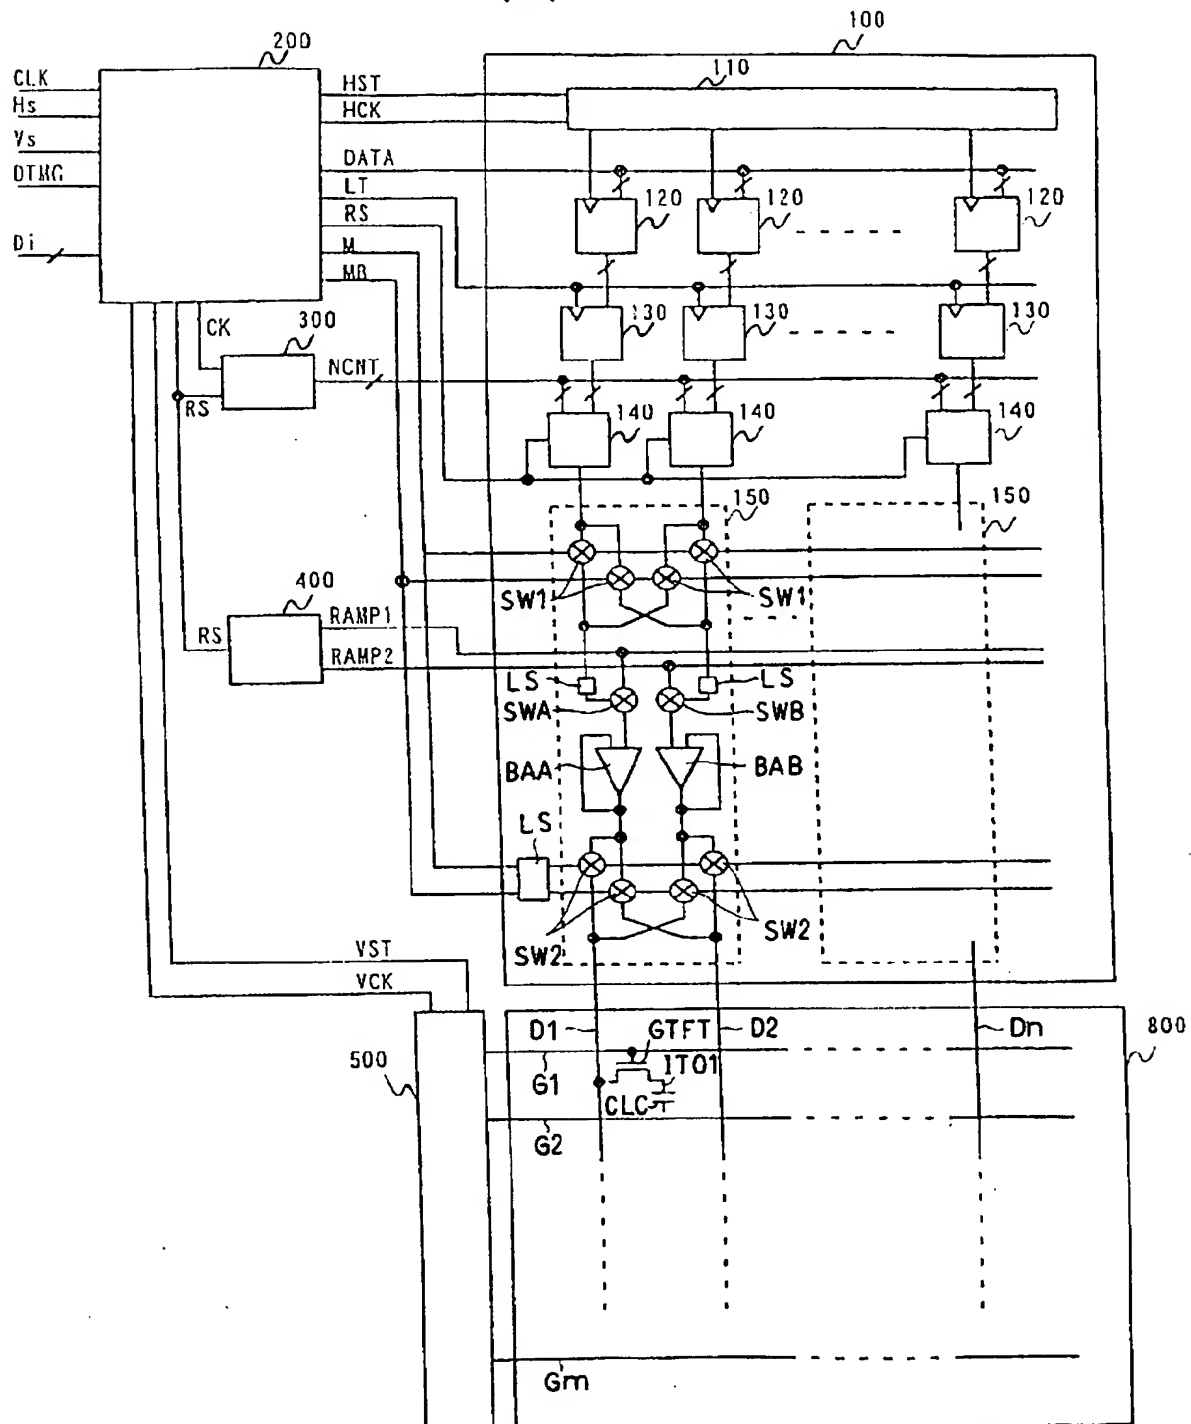 100
200
110
CLK
HST
Hs
HCK
Vs
DATA
DTMG
LT
120
120
120
RS
Di
M
MB
130
130
130
CK
300
NCNT
RS
140
140
140
150
150
SW1
SW1
400
RAMP1
RS
RAMP2
LS
LS
SWA
SWB
BAA
BAB
LS
SW2
SW2
VST
VCK
D1
GTFT
D2
Dn
800
500
G1
ITO1
CLC
G2
Gm